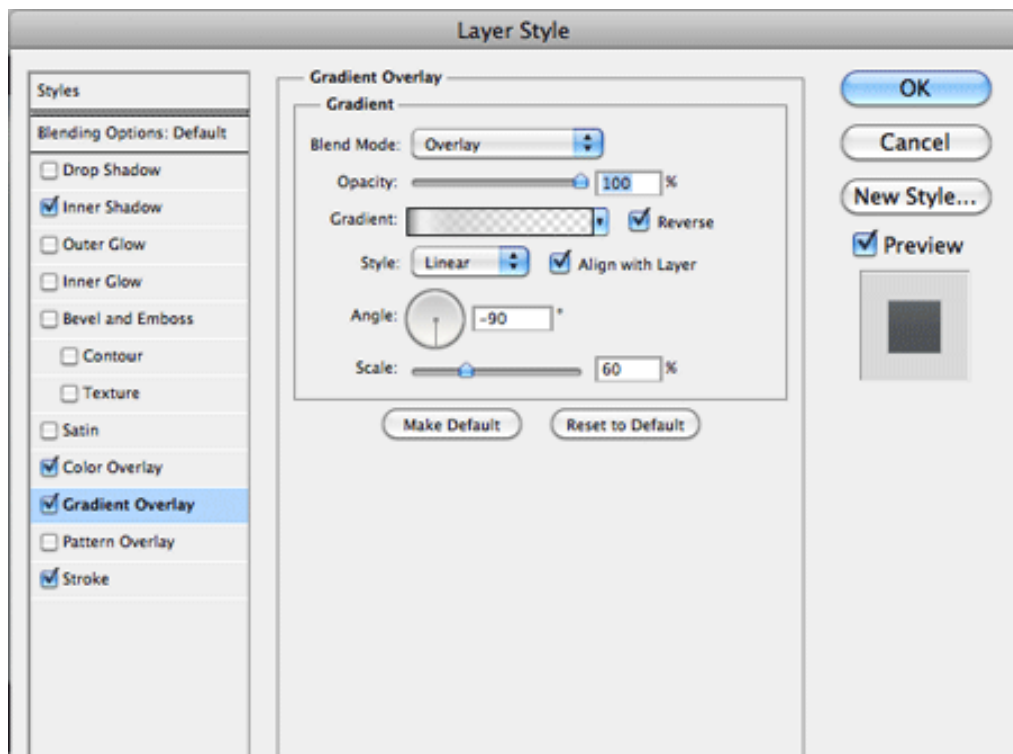 Layer Style
Styles
Blending Options: Default
Drop Shadow
Inner Shadow
Outer Glow
Inner Glow
Bevel and Emboss
Contour
Texture
Satin
Color Overlay
Gradient Overlay
Pattern Overlay
Stroke
Gradient Overlay
Gradient
Blend Mode: Overlay
Opacity: 100 %
Gradient: Reverse
Style: Linear Align with Layer
Angle: -90 °
Scale: 60 %
Make Default Reset to Default
OK
Cancel
New Style...
Preview